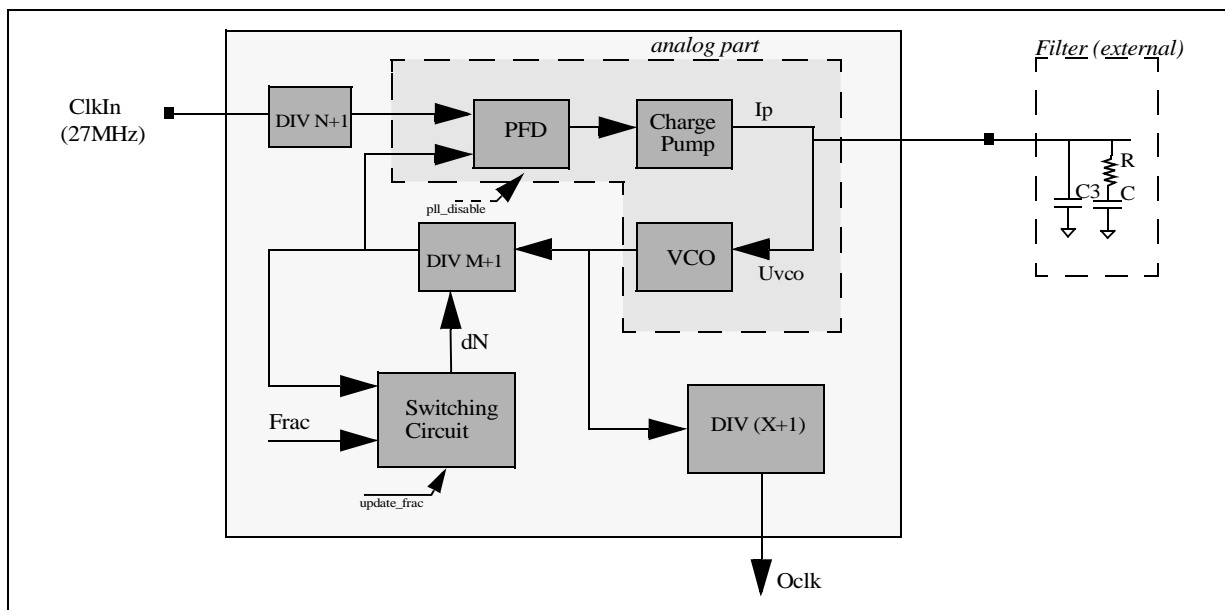 analog part
Filter (external)
ClkIn
(27MHz)
DIV N+1
PFD
Charge
Pump
Ip
R
C3
C
pll_disable
DIV M+1
VCO
Uvco
dN
Switching
Circuit
Frac
DIV (X+1)
update_frac
Oclk